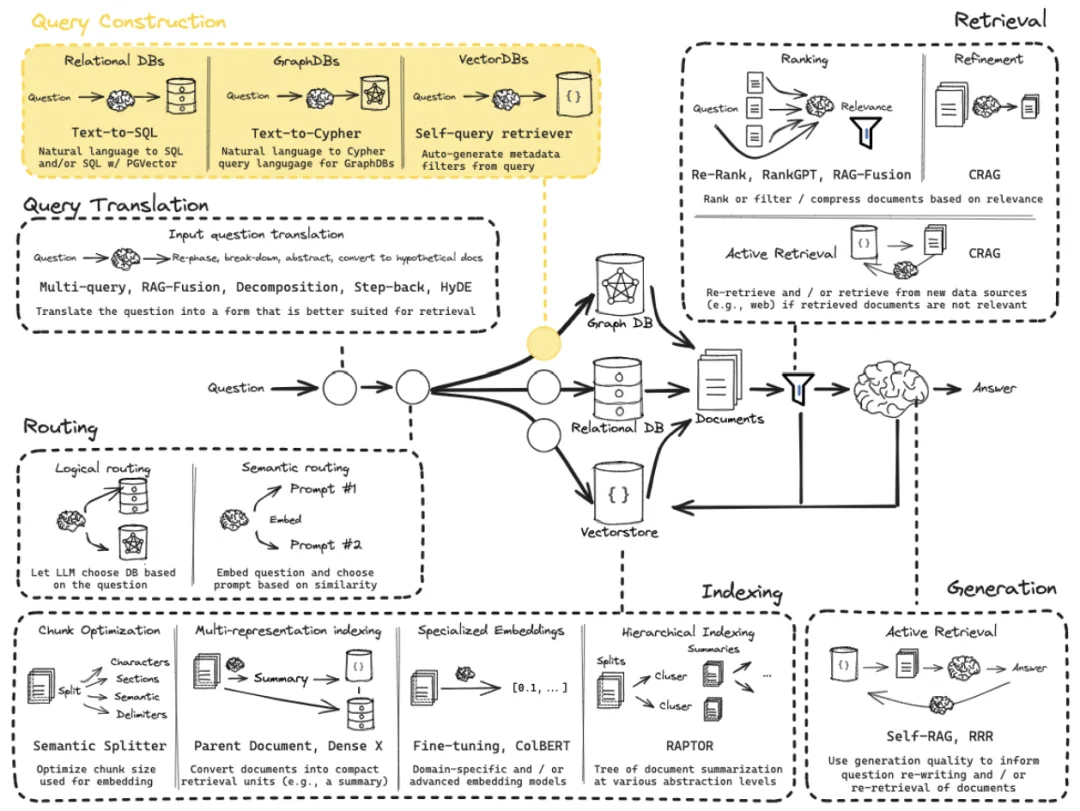 Query Construction
Relational DBs
Question
Text-to-SQL
Natural language to SQL
and/or SQL w/ PGVector
GraphDBs
Question
Text-to-Cypher
Natural language to Cypher
query langugage for GraphDBs
VectorDBs
Question
{ }
Self-query retriever
Auto-generate metadata
filters from query
Retrieval
Ranking
Question
Relevance
Re-Rank, RankGPT, RAG-Fusion
Refinement
CRAG
Rank or filter / compress documents based on relevance
Active Retrieval
{ }
CRAG
Re-retrieve and / or retrieve from new data sources
(e.g., web) if retrieved documents are not relevant
Query Translation
Input question translation
Question
Re-phase, break-down, abstract, convert to hypothetical docs
Multi-query, RAG-Fusion, Decomposition, Step-back, HyDE
Translate the question into a form that is better suited for retrieval
Question
Graph DB
Relational DB
{ }
Vectorstore
Documents
Answer
Routing
Logical routing
Let LLM choose DB based
on the question
Semantic routing
Prompt #1
Embed
Prompt #2
Embed question and choose
prompt based on similarity
Indexing
Chunk Optimization
Split
Characters
Sections
Semantic
Delimiters
Semantic Splitter
Optimize chunk size
used for embedding
Multi-representation indexing
Summary
{ }
Parent Document, Dense X
Convert documents into compact
retrieval units (e.g., a summary)
Specialized Embeddings
[0.1, ...]
Fine-tuning, ColBERT
Domain-specific and / or
advanced embedding models
Hierarchical Indexing
Summaries
Splits
Cluser
Cluser
...
RAPTOR
Tree of document summarization
at various abstraction levels
Generation
Active Retrieval
{ }
Answer
Self-RAG, RRR
Use generation quality to inform
question re-writing and / or
re-retrieval of documents